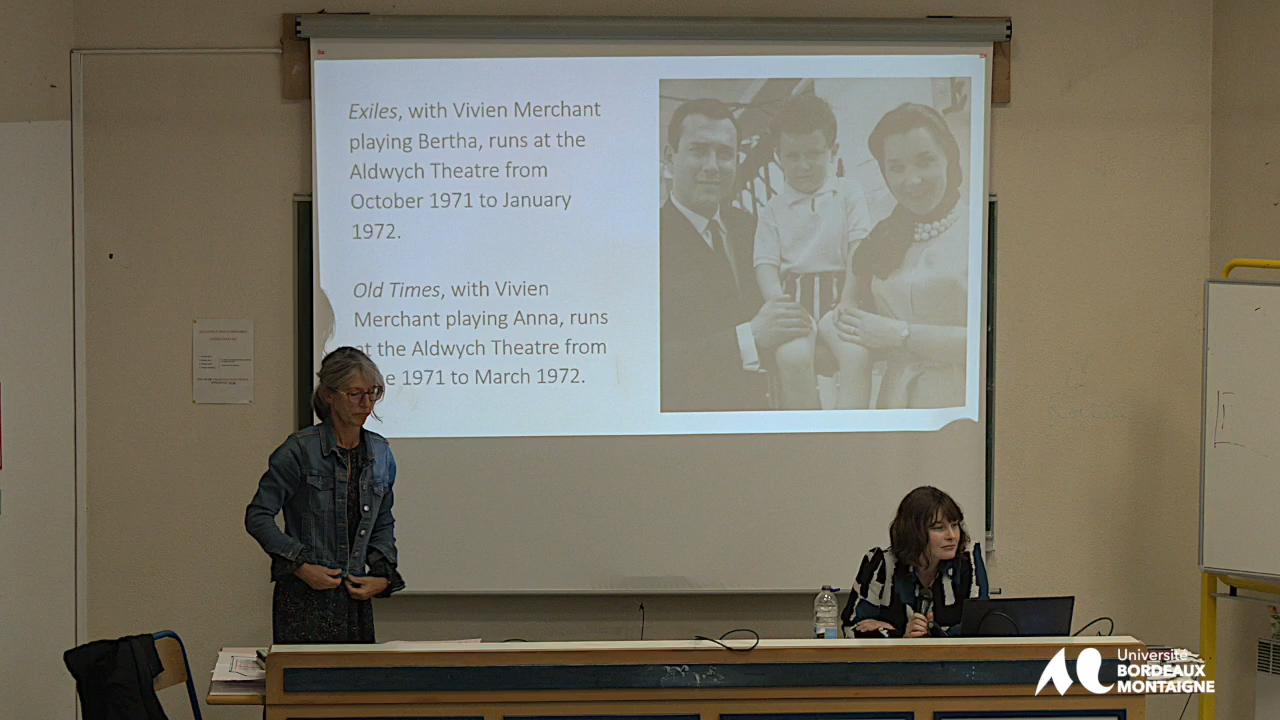 Exiles, with Vivien Merchant
playing Bertha, runs at the
Aldwych Theatre from
October 1971 to January
1972.
Old Times, with Vivien
Merchant playing Anna, runs
at the Aldwych Theatre from
1971 to March 1972.
Université
BORDEAUX
MONTAIGNE